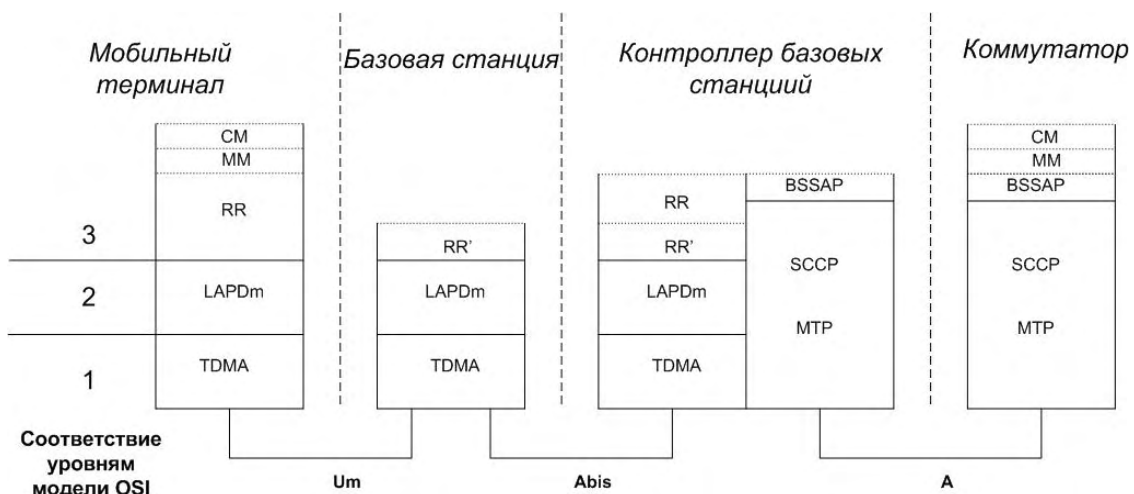 Мобильный
терминал
Базовая станция
Контроллер базовых
станциий
Коммутатор
CM
MM
RR
LAPDm
TDMA
RR'
LAPDm
TDMA
RR
RR'
LAPDm
TDMA
BSSAP
SCCP
MTP
CM
MM
BSSAP
SCCP
MTP
3
2
1
Соответствие
уровням
модели OSI
Um
Abis
A